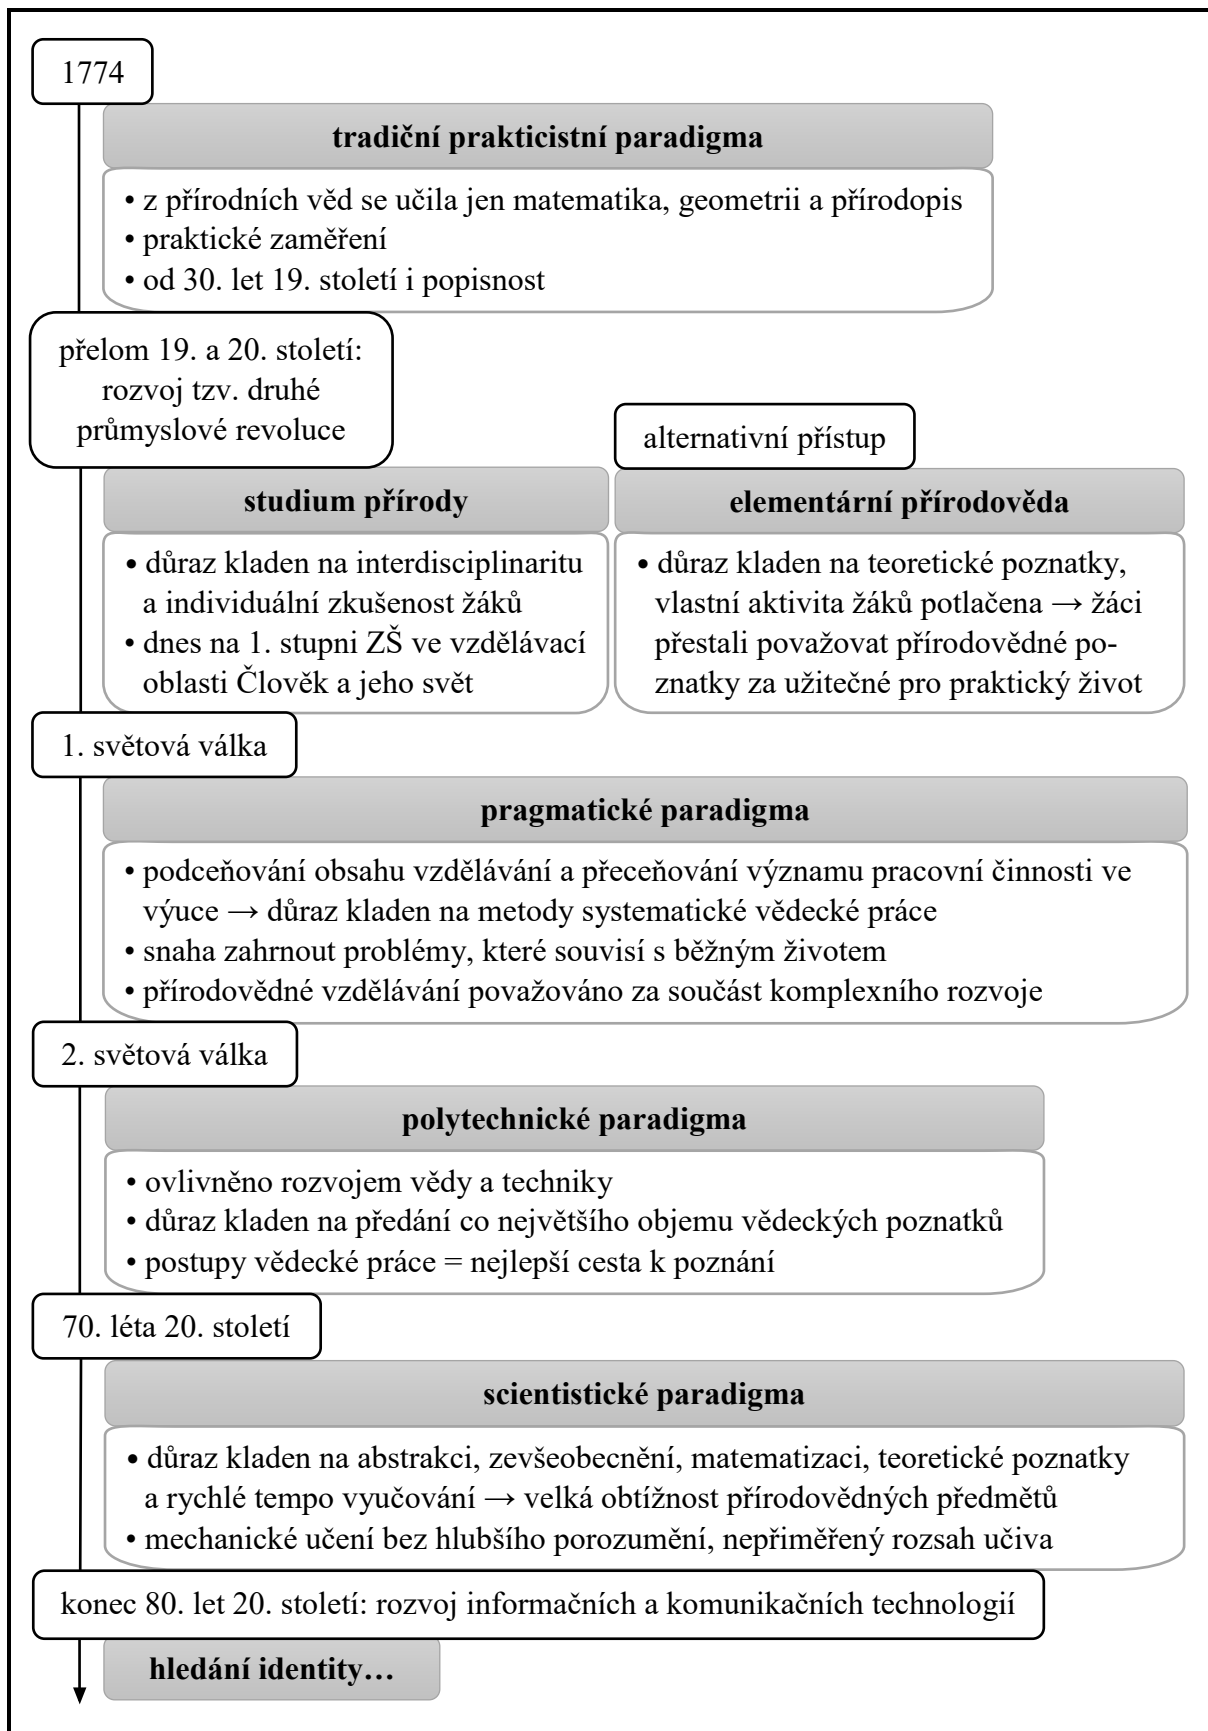 1774
tradiční prakticistní paradigma
• z přírodních věd se učila jen matematika, geometrii a přírodopis
• praktické zaměření
• od 30. let 19. století i popisnost
přelom 19. a 20. století:
rozvoj tzv. druhé
průmyslové revoluce
studium přírody
• důraz kladen na interdisciplinaritu
a individuální zkušenost žáků
• dnes na 1. stupni ZŠ ve vzdělávací
oblasti Člověk a jeho svět
alternativní přístup
elementární přírodověda
• důraz kladen na teoretické poznatky,
vlastní aktivita žáků potlačena → žáci
přestali považovat přírodovědné po-
znatky za užitečné pro praktický život
1. světová válka
pragmatické paradigma
• podceňování obsahu vzdělávání a přeceňování významu pracovní činnosti ve
výuce → důraz kladen na metody systematické vědecké práce
• snaha zahrnout problémy, které souvisí s běžným životem
• přírodovědné vzdělávání považováno za součást komplexního rozvoje
2. světová válka
polytechnické paradigma
• ovlivněno rozvojem vědy a techniky
• důraz kladen na předání co největšího objemu vědeckých poznatků
• postupy vědecké práce = nejlepší cesta k poznání
70. léta 20. století
scientistické paradigma
• důraz kladen na abstrakci, zevšeobecnění, matematizaci, teoretické poznatky
a rychlé tempo vyučování → velká obtížnost přírodovědných předmětů
• mechanické učení bez hlubšího porozumění, nepřiměřený rozsah učiva
konec 80. let 20. století: rozvoj informačních a komunikačních technologií
hledání identity…